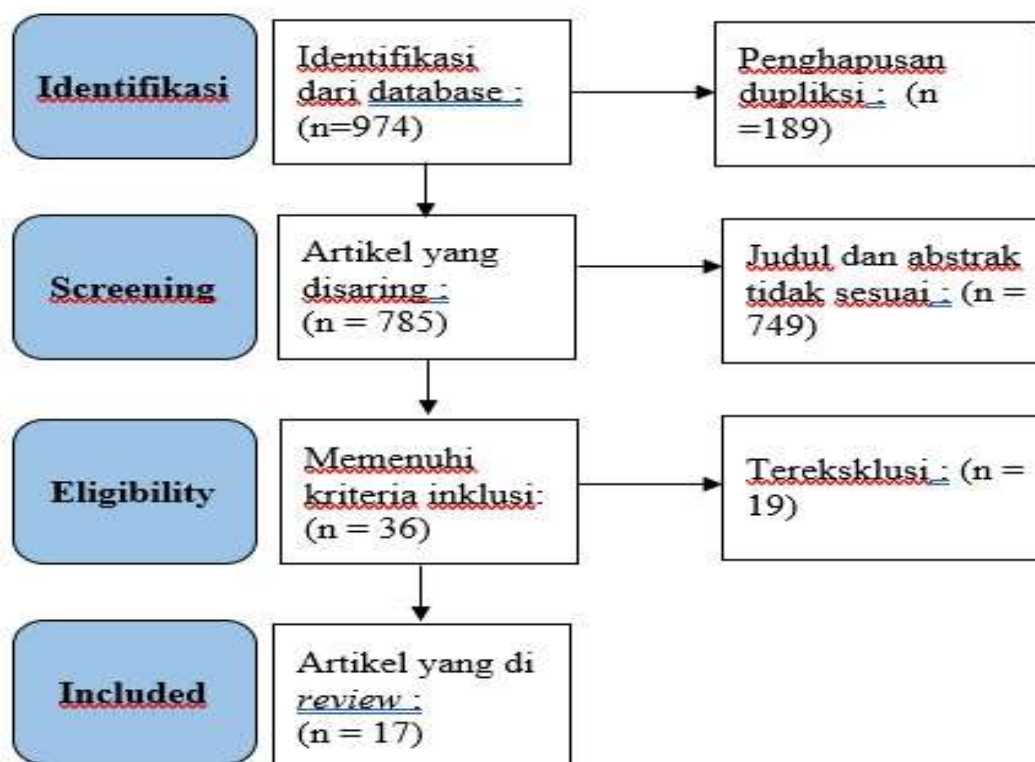 Identifikasi
Identifikasi
dari database :
(n=974)
Penghapusan
dupliksi : (n
=189)
Screening
Artikel yang
disaring :
(n = 785)
Judul dan abstrak
tidak sesuai : (n =
749)
Eligibility
Memenuhi
kriteria inklusi:
(n = 36)
Tereksklusi : (n =
19)
Included
Artikel yang di
review :
(n = 17)